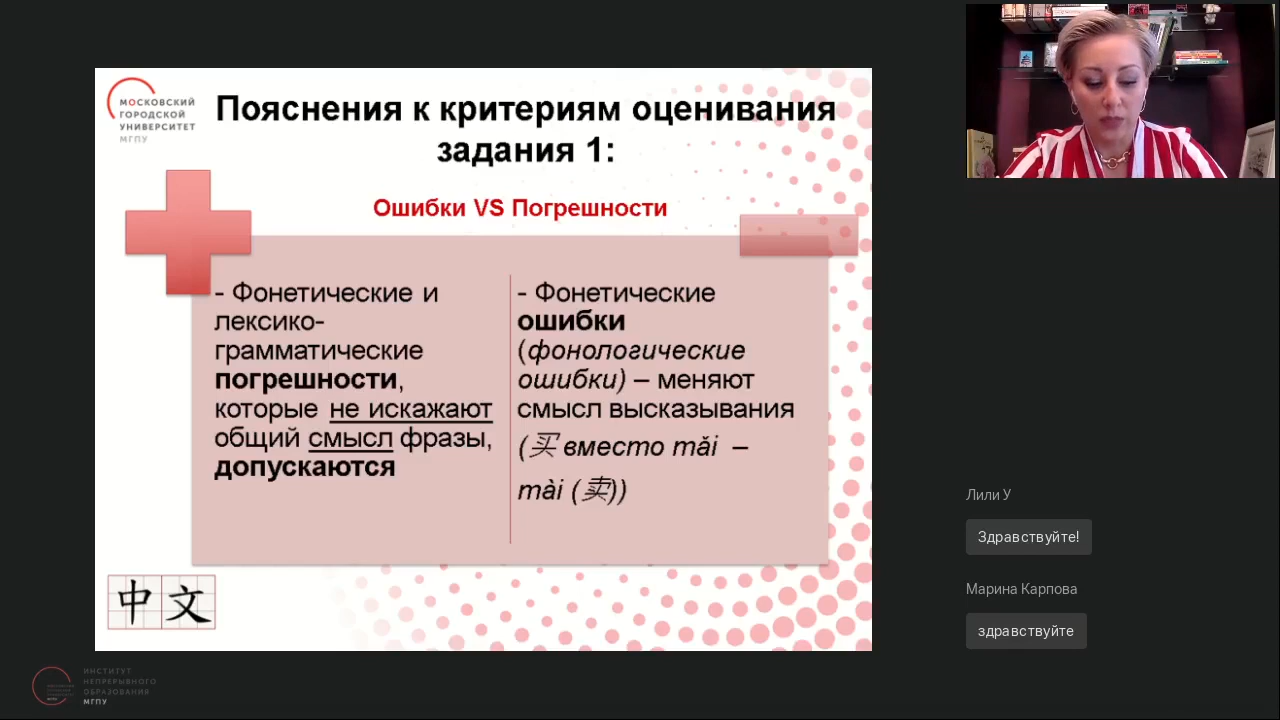 МОСКОВСКИЙ
ГОРОДСКОЙ
УНИВЕРСИТЕТ
МГПУ
Пояснения к критериям оценивания
задания 1:
Ошибки VS Погрешности
- Фонетические и
лексико-
грамматические
погрешности,
которые не искажают
общий смысл фразы,
допускаются
- Фонетические
ошибки
(фонологические
ошибки) – меняют
смысл высказывания
(买 вместо mǎi –
mài (卖))
中文
Лили У
Здравствуйте!
Марина Карпова
здравствуйте
ИНСТИТУТ
НЕПРЕРЫВНОГО
ОБРАЗОВАНИЯ
МГПУ